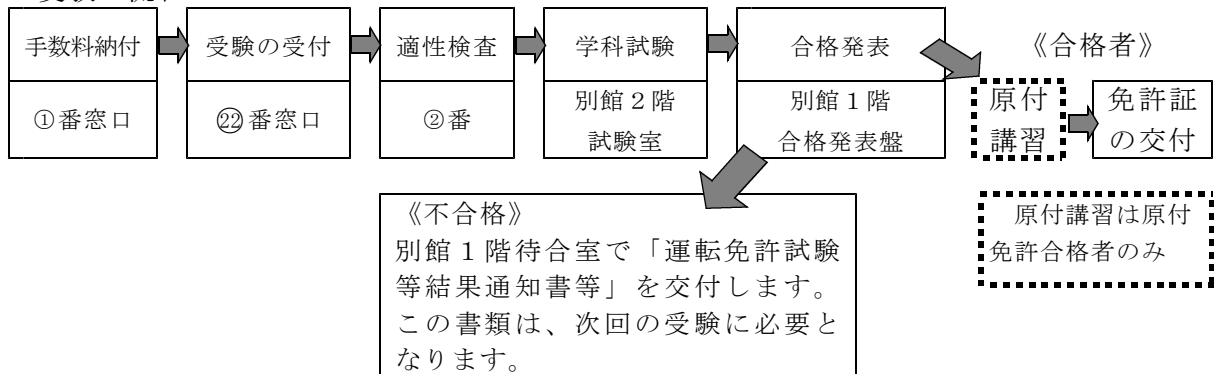 手数料納付
①番窓口
受験の受付
㉒番窓口
適性検査
②番
学科試験
別館２階
試験室
合格発表
別館１階
合格発表盤
《合格者》
原付
講習
免許証
の交付
《不合格》
別館１階待合室で「運転免許試験
等結果通知書等」を交付します。
この書類は、次回の受験に必要と
なります。
原付講習は原付
免許合格者のみ